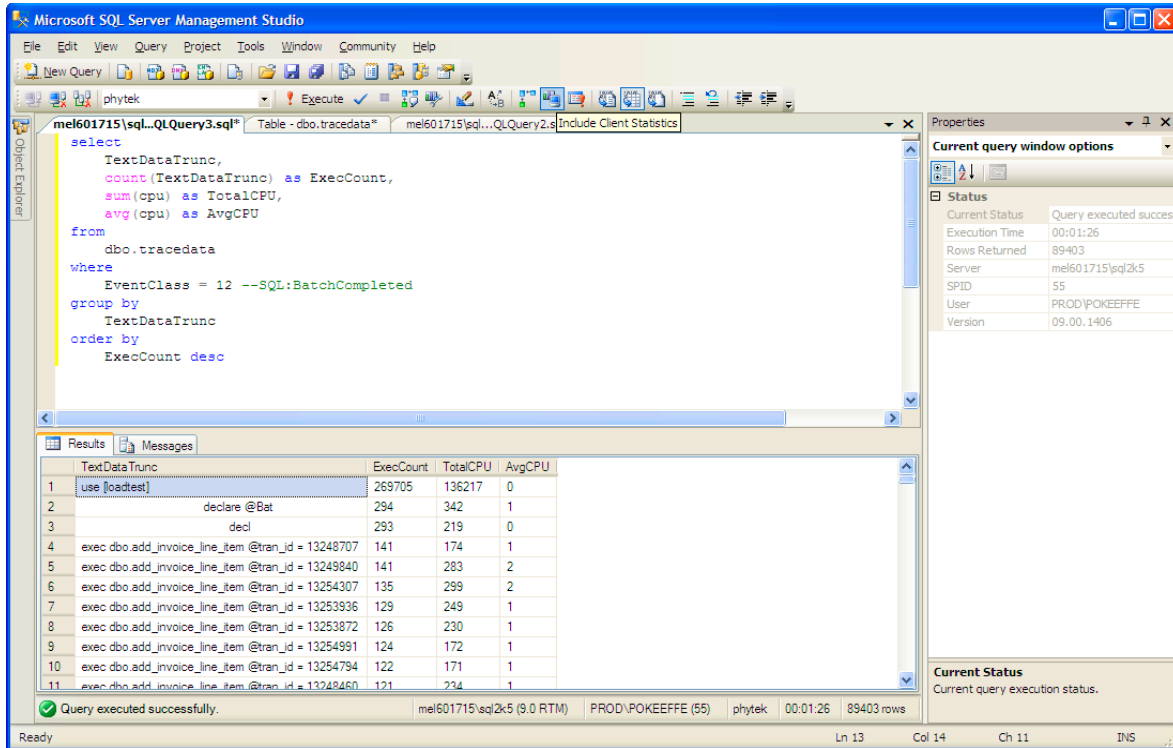 Microsoft SQL Server Management Studio
File Edit View Query Project Tools Window Community Help
New Query
phytek Execute
Include Client Statistics
Object Explorer
mel601715\sql...QLQuery3.sql* Table - dbo.tracedata* mel601715\sql...QLQuery2.s
select
TextDataTrunc,
count(TextDataTrunc) as ExecCount,
sum(cpu) as TotalCPU,
avg(cpu) as AvgCPU
from
dbo.tracedata
where
EventClass = 12 --SQL:BatchCompleted
group by
TextDataTrunc
order by
ExecCount desc
Results Messages
TextDataTrunc ExecCount TotalCPU AvgCPU
1 use [loadtest] 269705 136217 0
2 declare @Bat 294 342 1
3 decl 293 219 0
4 exec dbo.add_invoice_line_item @tran_id = 13248707 141 174 1
5 exec dbo.add_invoice_line_item @tran_id = 13249840 141 283 2
6 exec dbo.add_invoice_line_item @tran_id = 13254307 135 299 2
7 exec dbo.add_invoice_line_item @tran_id = 13253936 129 249 1
8 exec dbo.add_invoice_line_item @tran_id = 13253872 126 230 1
9 exec dbo.add_invoice_line_item @tran_id = 13254991 124 172 1
10 exec dbo.add_invoice_line_item @tran_id = 13254794 122 171 1
11 exec dbo.add_invoice_line_item @tran_id = 13248460 121 234 1
Query executed successfully. mel601715\sql2k5 (9.0 RTM) PROD\POKEEFFE (55) phytek 00:01:26 89403 rows
Properties
Current query window options
Status
Current Status Query executed succes
Execution Time 00:01:26
Rows Returned 89403
Server mel601715\sql2k5
SPID 55
User PROD\POKEEFFE
Version 09.00.1406
Current Status
Current query execution status.
Ready Ln 13 Col 14 Ch 11 INS